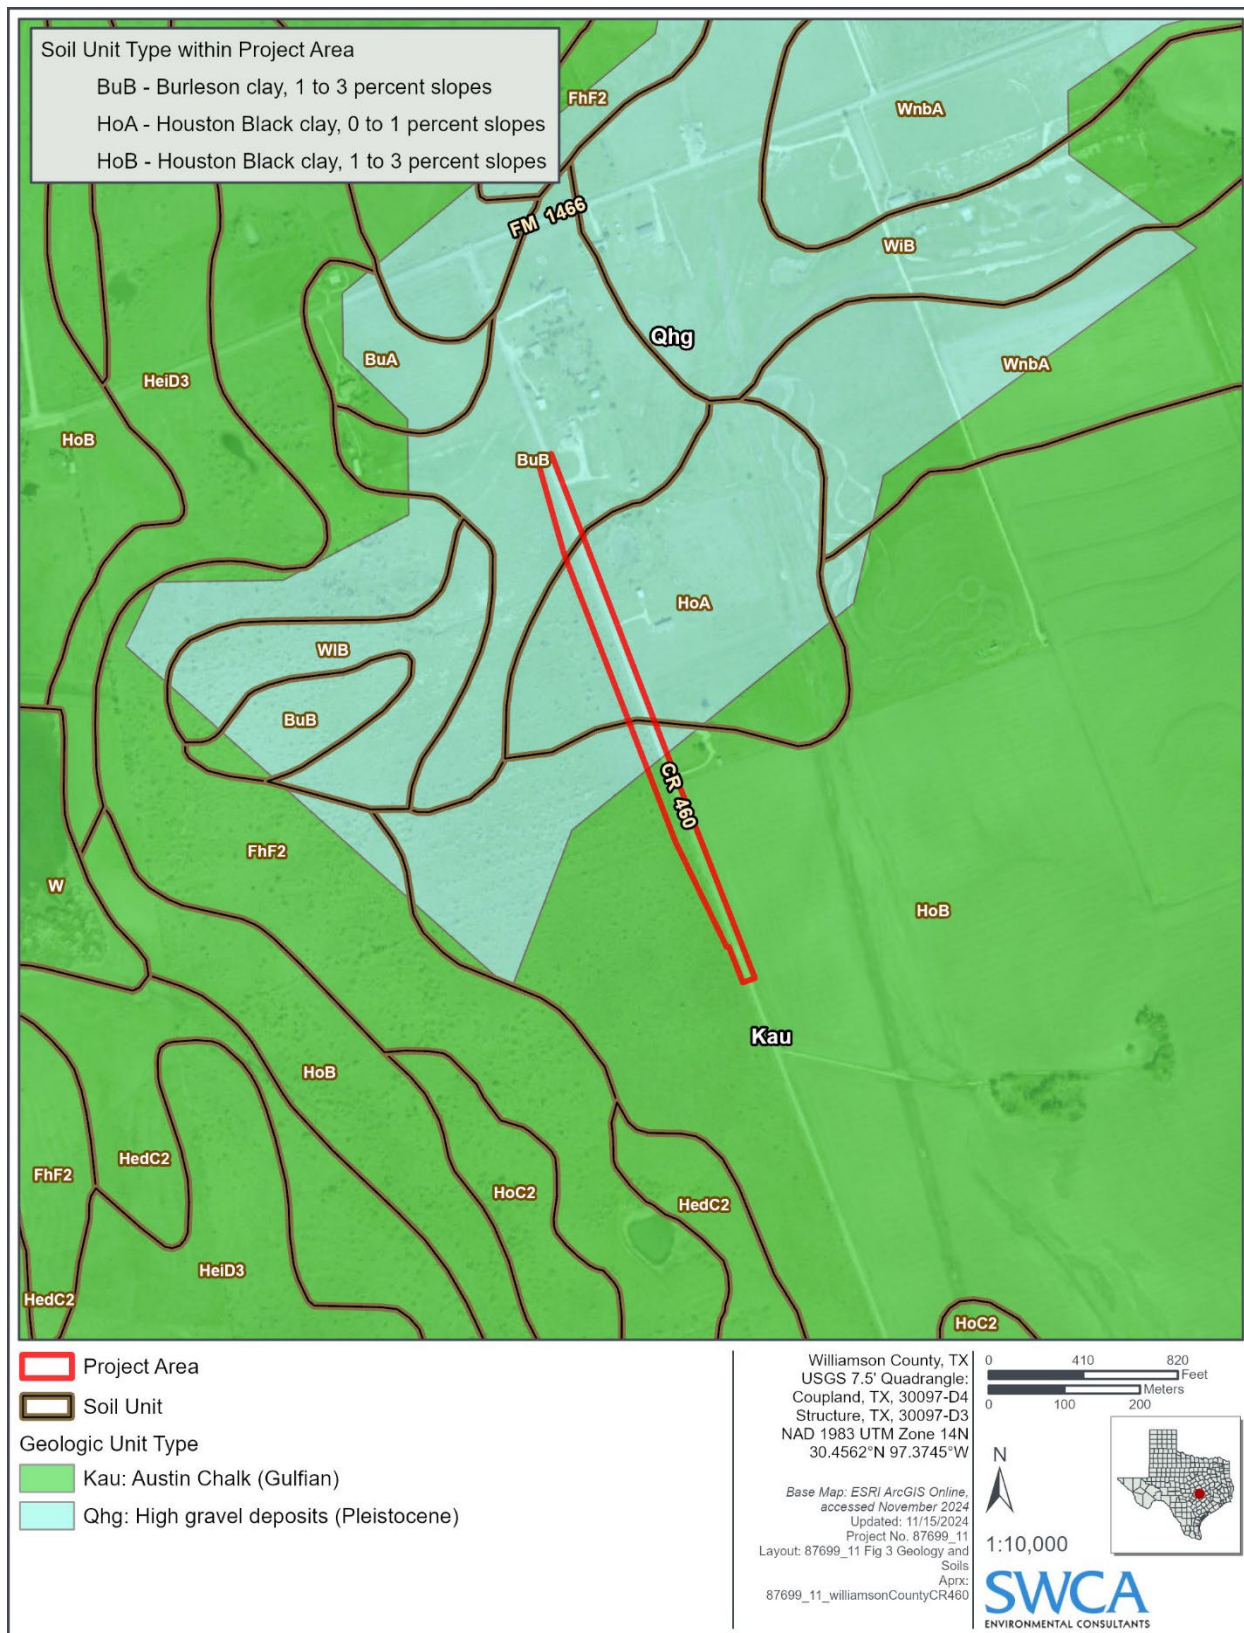 Soil Unit Type within Project Area
BuB - Burleson clay, 1 to 3 percent slopes
HoA - Houston Black clay, 0 to 1 percent slopes
HoB - Houston Black clay, 1 to 3 percent slopes
FhF2
WnbA
FM 1466
WiB
Qhg
BuA
WnbA
HeiD3
HoB
BuB
HoA
WIB
BuB
CR 460
FhF2
W
HoB
Kau
HoB
HedC2
FhF2
HoC2
HedC2
HeiD3
HedC2
HoC2
Project Area
Soil Unit
Geologic Unit Type
Kau: Austin Chalk (Gulfian)
Qhg: High gravel deposits (Pleistocene)
Williamson County, TX
USGS 7.5' Quadrangle:
Coupland, TX, 30097-D4
Structure, TX, 30097-D3
NAD 1983 UTM Zone 14N
30.4562°N 97.3745°W
Base Map: ESRI ArcGIS Online,
accessed November 2024
Updated: 11/15/2024
Project No. 87699_11
Layout: 87699_11 Fig 3 Geology and
Soils
Aprx:
87699_11_williamsonCountyCR460
0 410 820
Feet
Meters
0 100 200
N
1:10,000
SWCA
ENVIRONMENTAL CONSULTANTS